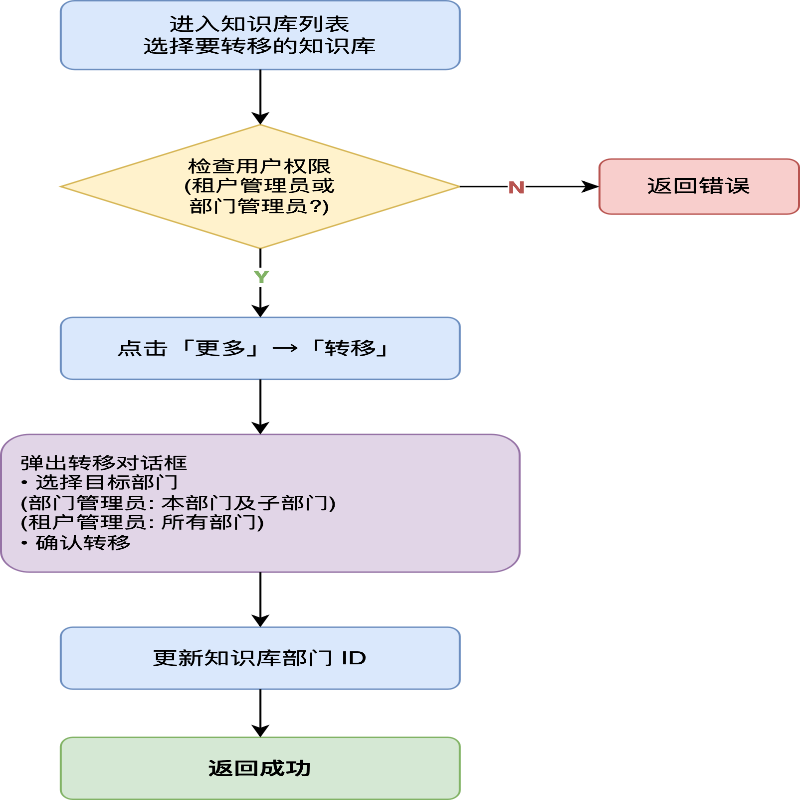 进入知识库列表
选择要转移的知识库
检查用户权限
(租户管理员或
部门管理员?)
N
返回错误
Y
点击「更多」→「转移」
弹出转移对话框
• 选择目标部门
(部门管理员: 本部门及子部门)
(租户管理员: 所有部门)
• 确认转移
更新知识库部门 ID
返回成功